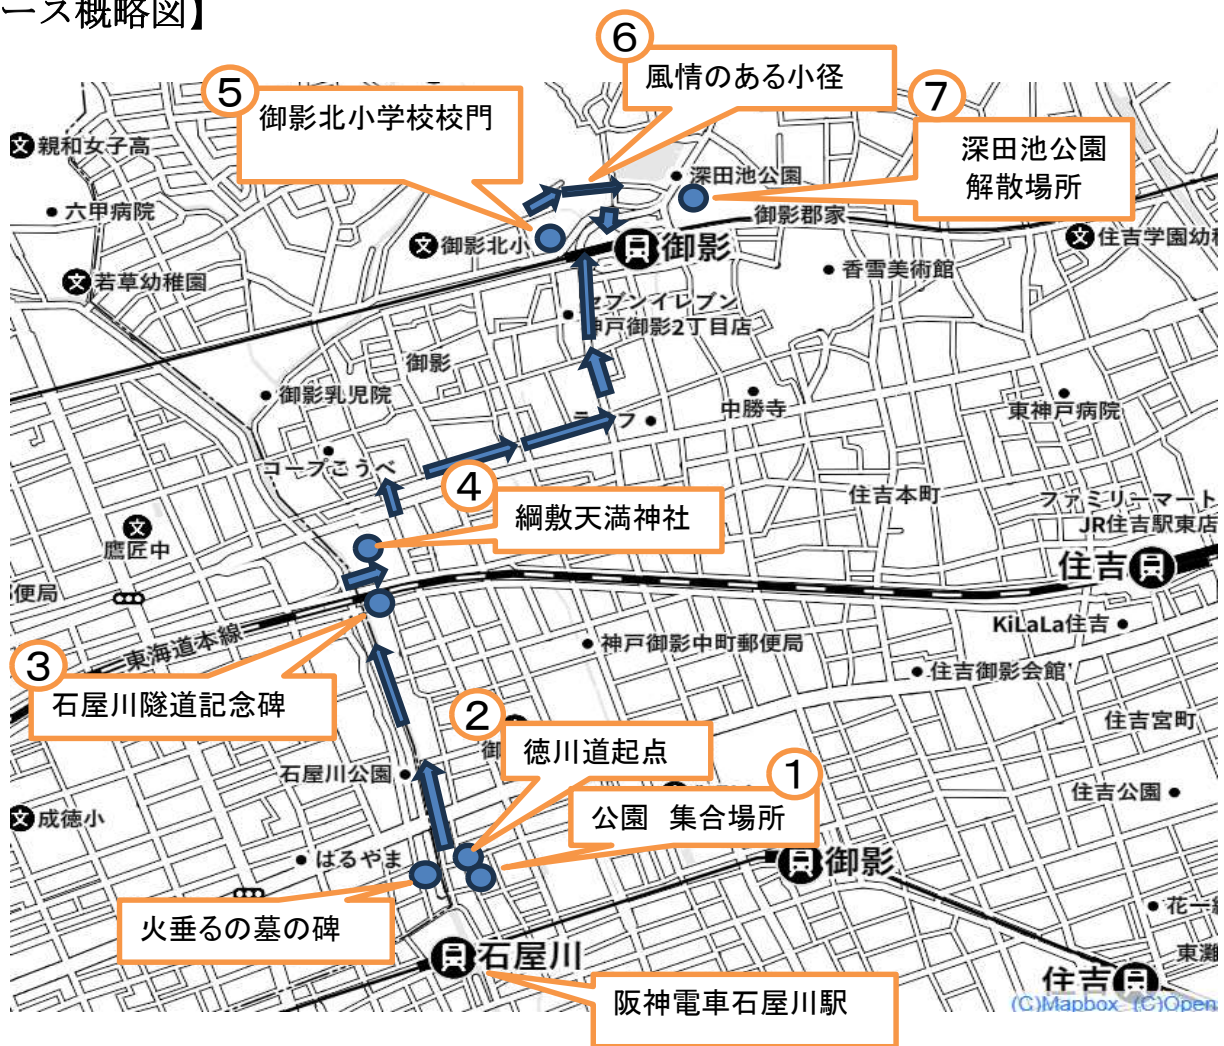 ース概略図】
⑥
風情のある小径
⑤
御影北小学校校門
⑦
深田池公園
解散場所
親和女子高
深田池公園
六甲病院
御影郡家
御影北小
御影
住吉学園幼
若草幼稚園
香雪美術館
セブンイレブン
神戸御影2丁目店
御影
御影乳児院
中勝寺
東神戸病院
コープこうべ
④
綱敷天満神社
住吉本町
ファミリーマート
JR住吉駅東店
鷹匠中
住吉
便局
KiLaLa住吉
東海道本線
神戸御影中町郵便局
③
石屋川隧道記念碑
住吉御影会館
②
徳川道起点
住吉宮町
御
石屋川公園
①
公園 集合場所
住吉公園
成徳小
はるやま
御影
火垂るの墓の碑
花一
石屋川
東灘
住吉
阪神電車石屋川駅
(C)Mapbox (C)Open